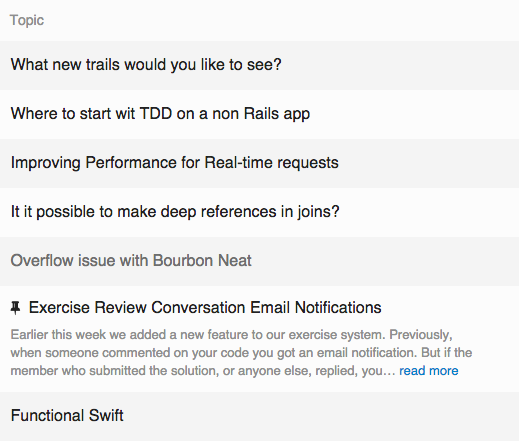 Topic
What new trails would you like to see?
Where to start wit TDD on a non Rails app
Improving Performance for Real-time requests
It it possible to make deep references in joins?
Overflow issue with Bourbon Neat
Exercise Review Conversation Email Notifications
Earlier this week we added a new feature to our exercise system. Previously,
when someone commented on your code you got an email notification. But if the
member who submitted the solution, or anyone else, replied, you... read more
Functional Swift